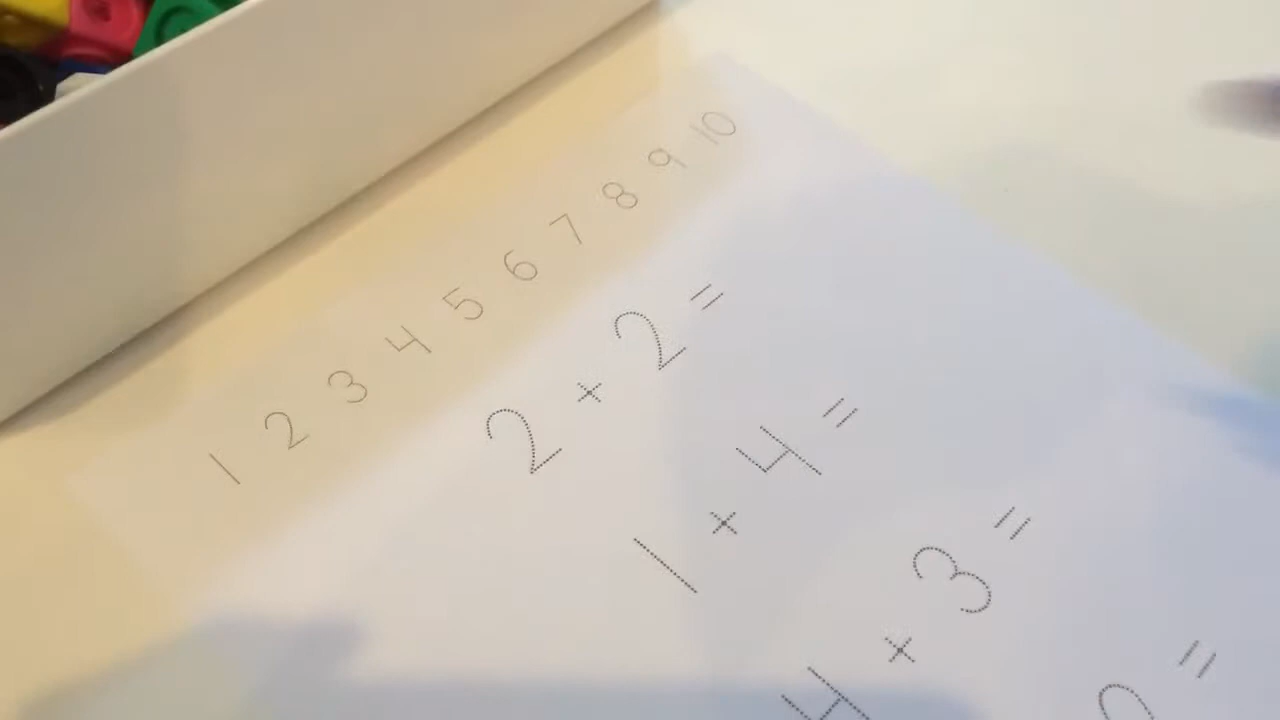 1 2 3 4 5 6 7 8 9 10
2 + 2 =
1 + 4 =
4 + 3 =
=